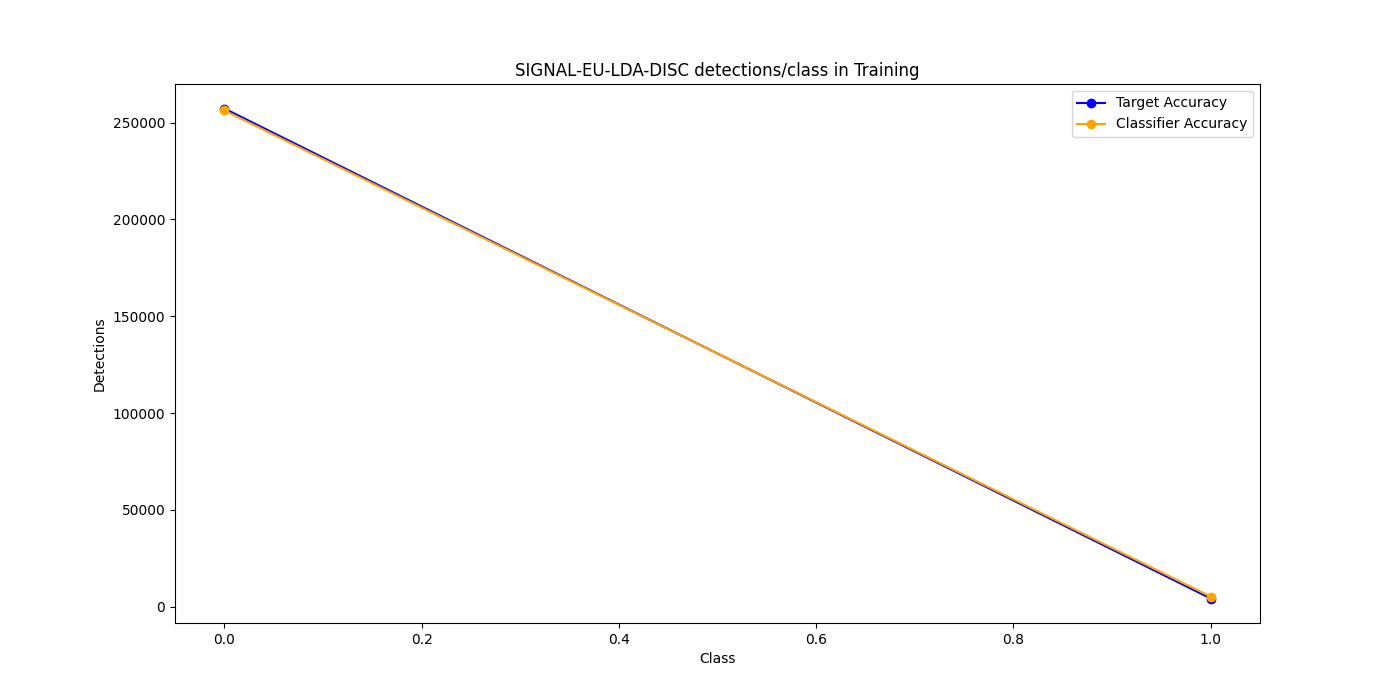 SIGNAL-EU-LDA-DISC detections/class in Training
Target Accuracy
Classifier Accuracy
250000
200000
150000
100000
50000
0
Detections
0.0 0.2 0.4 0.6 0.8 1.0
Class